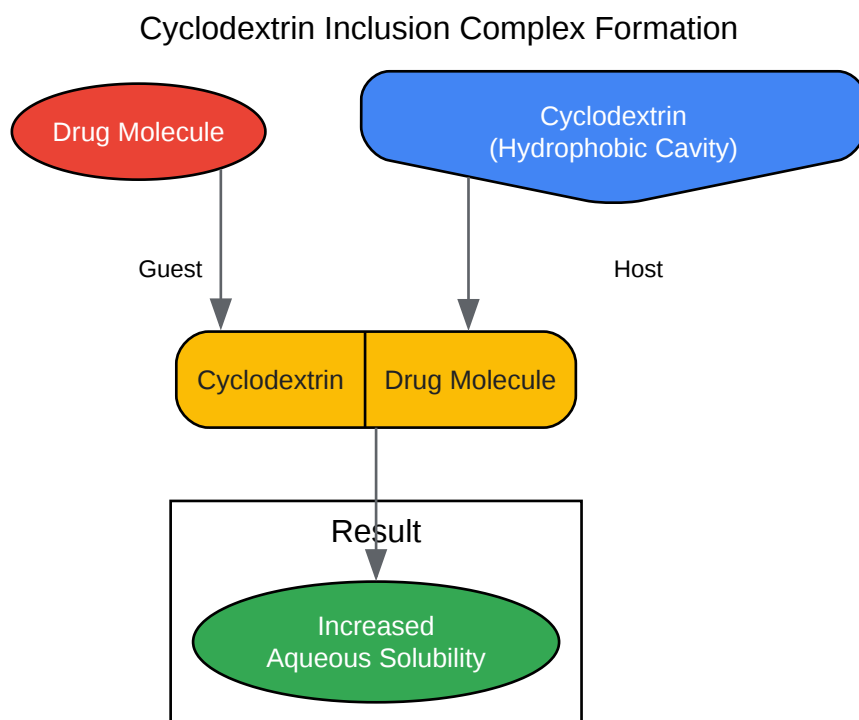 Cyclodextrin Inclusion Complex Formation
Drug Molecule
Cyclodextrin
(Hydrophobic Cavity)
Guest
Host
Cyclodextrin
Drug Molecule
Result
Increased
Aqueous Solubility